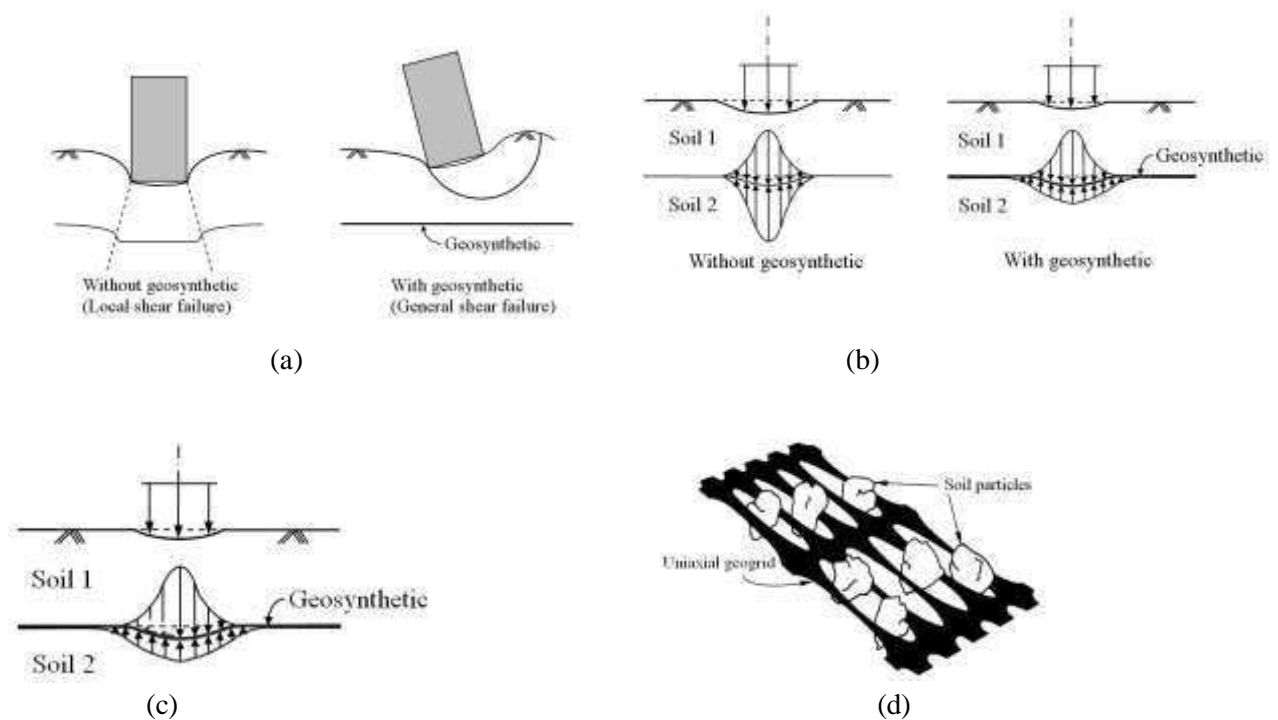 Without geosynthetic
(Local shear failure)
Geosynthetic
With geosynthetic
(General shear failure)
(a)
Soil 1
Soil 2
Without geosynthetic
Soil 1
Geosynthetic
Soil 2
With geosynthetic
(b)
Soil 1
Geosynthetic
Soil 2
(c)
Soil particles
Uniaxial geogrid
(d)